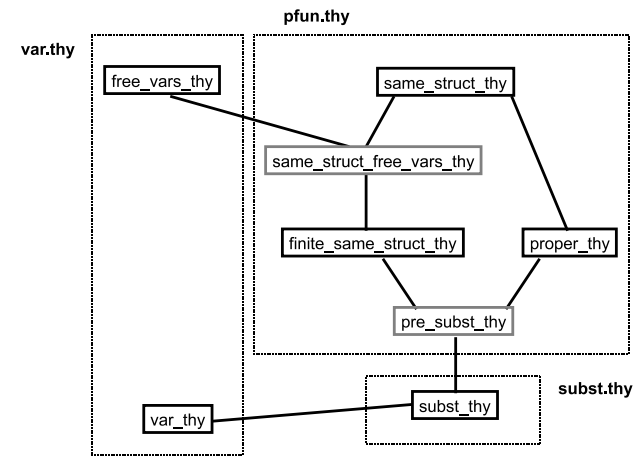 pfun.thy
var.thy
free_vars_thy
same_struct_thy
same_struct_free_vars_thy
finite_same_struct_thy
proper_thy
pre_subst_thy
subst.thy
var_thy
subst_thy